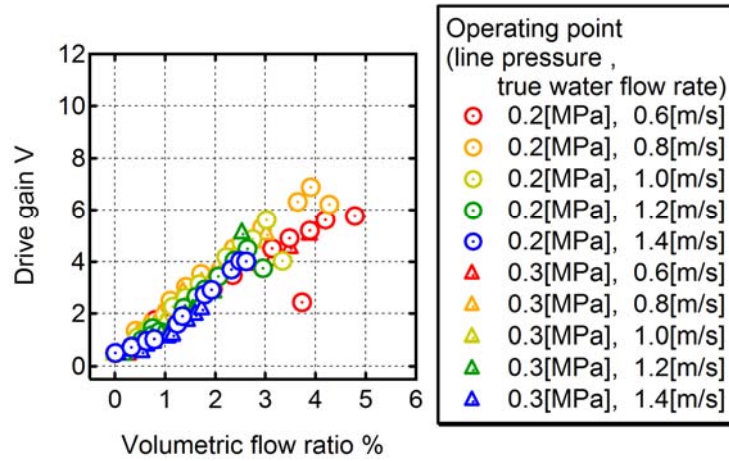 12
10
8
6
4
2
0
Drive gain V
0 1 2 3 4 5 6
Volumetric flow ratio %
Operating point
(line pressure ,
true water flow rate)
0.2[MPa], 0.6[m/s]
0.2[MPa], 0.8[m/s]
0.2[MPa], 1.0[m/s]
0.2[MPa], 1.2[m/s]
0.2[MPa], 1.4[m/s]
0.3[MPa], 0.6[m/s]
0.3[MPa], 0.8[m/s]
0.3[MPa], 1.0[m/s]
0.3[MPa], 1.2[m/s]
0.3[MPa], 1.4[m/s]